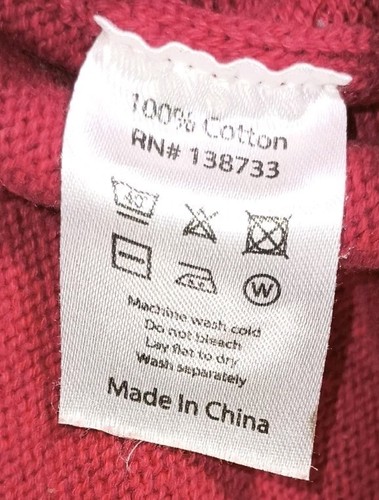 100% Cotton
RN# 138733
40
W
Machine wash cold
Do not bleach
Lay flat to dry
Wash separately
Made In China